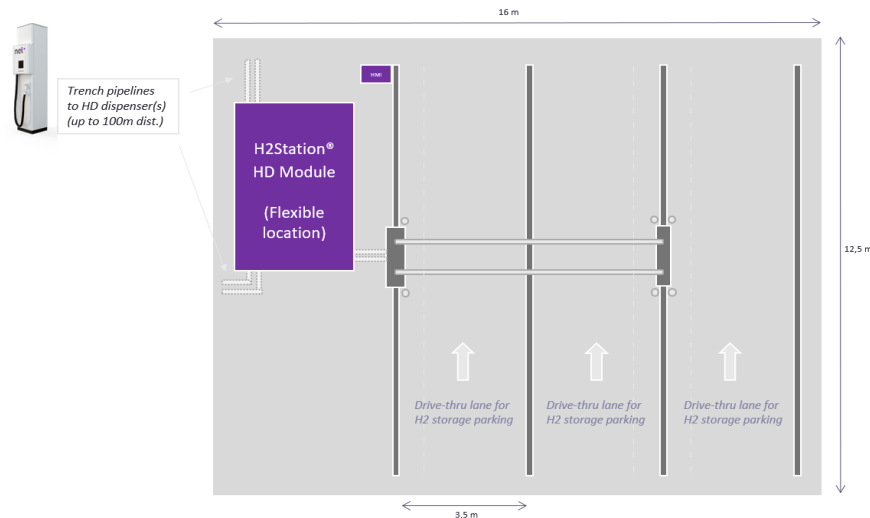 16 m
nel•
Trench pipelines
to HD dispenser(s)
(up to 100m dist.)
HMI
H2Station®
HD Module
(Flexible
location)
12,5 m
Drive-thru lane for
H2 storage parking
Drive-thru lane for
H2 storage parking
Drive-thru lane for
H2 storage parking
3.5 m